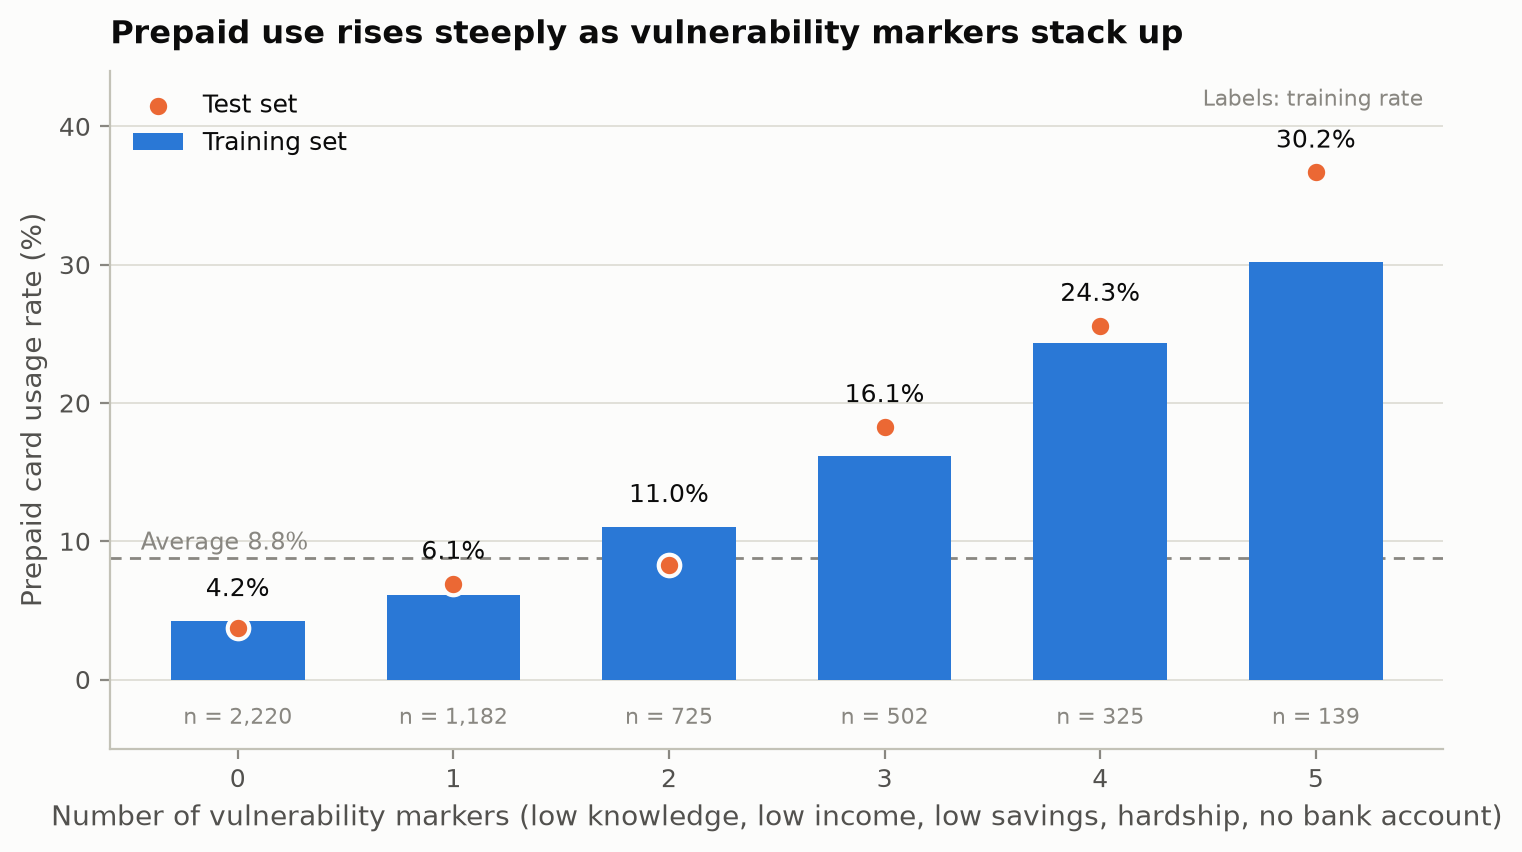 Prepaid use rises steeply as vulnerability markers stack up
Test set
Training set
Labels: training rate
Prepaid card usage rate (%)
40
30
20
10
0
Average 8.8%
4.2%
6.1%
11.0%
16.1%
24.3%
30.2%
n = 2,220
n = 1,182
n = 725
n = 502
n = 325
n = 139
0
1
2
3
4
5
Number of vulnerability markers (low knowledge, low income, low savings, hardship, no bank account)